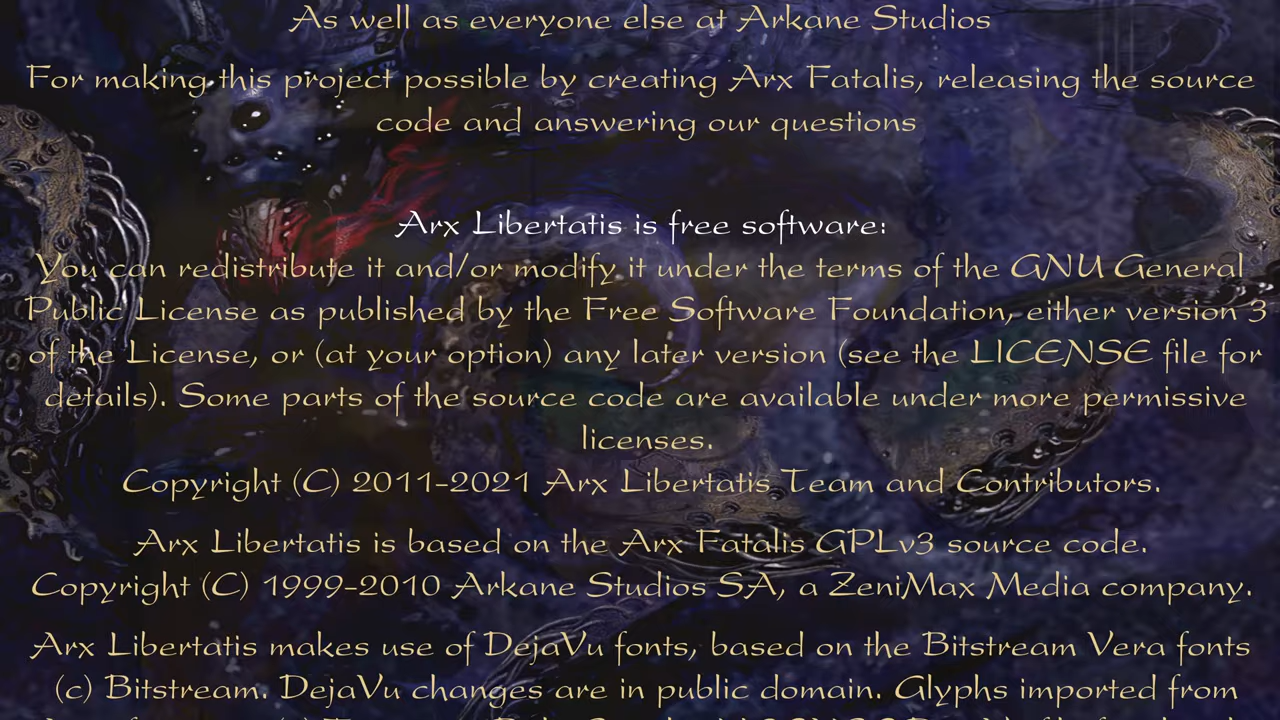 As well as everyone else at Arkane Studios
For making this project possible by creating Arx Fatalis, releasing the source
code and answering our questions
Arx Libertatis is free software:
You can redistribute it and/or modify it under the terms of the GNU General
Public License as published by the Free Software Foundation, either version 3
of the License, or (at your option) any later version (see the LICENSE file for
details). Some parts of the source code are available under more permissive
licenses.
Copyright (C) 2011-2021 Arx Libertatis Team and Contributors.
Arx Libertatis is based on the Arx Fatalis GPLv3 source code.
Copyright (C) 1999-2010 Arkane Studios SA, a ZeniMax Media company.
Arx Libertatis makes use of DejaVu fonts, based on the Bitstream Vera fonts
(c) Bitstream. DejaVu changes are in public domain. Glyphs imported from